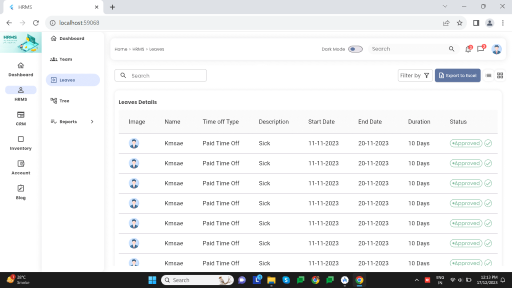 HRMS
localhost:59068
HRMS
Dashboard
HRMS
CRM
Inventory
Account
Blog
Dashboard
Team
Leaves
Tree
Reports
Home > HRMS > Leaves
Dark Mode
Search
Search
Filter by
Export to Excel
Leaves Details
Image Name Time off Type Description Start Date End Date Duration Status
Kmsae Paid Time Off Sick 11-11-2023 20-11-2023 10 Days Approved
Kmsae Paid Time Off Sick 11-11-2023 20-11-2023 10 Days Approved
Kmsae Paid Time Off Sick 11-11-2023 20-11-2023 10 Days Approved
Kmsae Paid Time Off Sick 11-11-2023 20-11-2023 10 Days Approved
Kmsae Paid Time Off Sick 11-11-2023 20-11-2023 10 Days Approved
Kmsae Paid Time Off Sick 11-11-2023 20-11-2023 10 Days Approved
Kmsae Paid Time Off Sick 11-11-2023 20-11-2023 10 Days Approved
Smoke
Search
ENG
IN
12:13 PM
17/12/2023